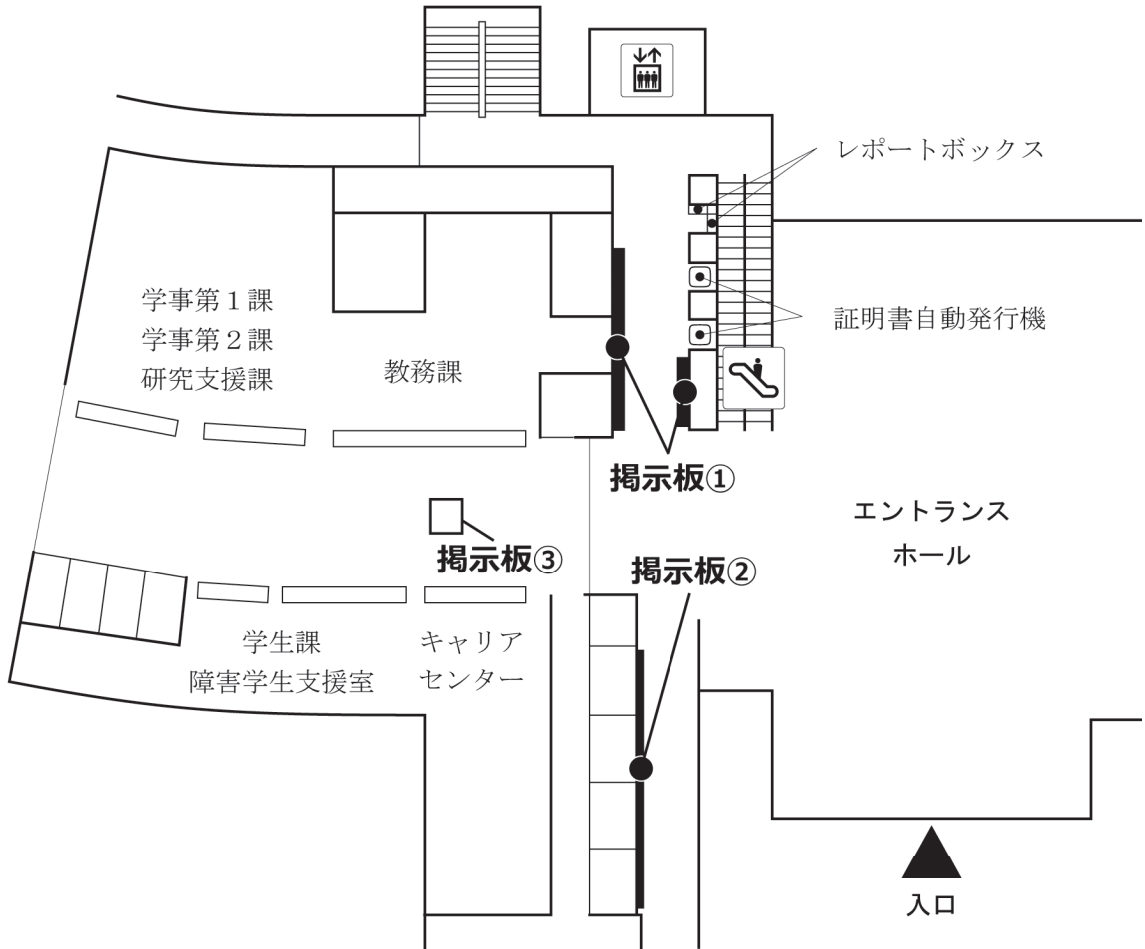 レポートボックス
学事第１課
学事第２課
研究支援課
教務課
証明書自動発行機
掲示板①
エントランス
ホール
掲示板③
掲示板②
学生課
障害学生支援室
キャリア
センター
入口